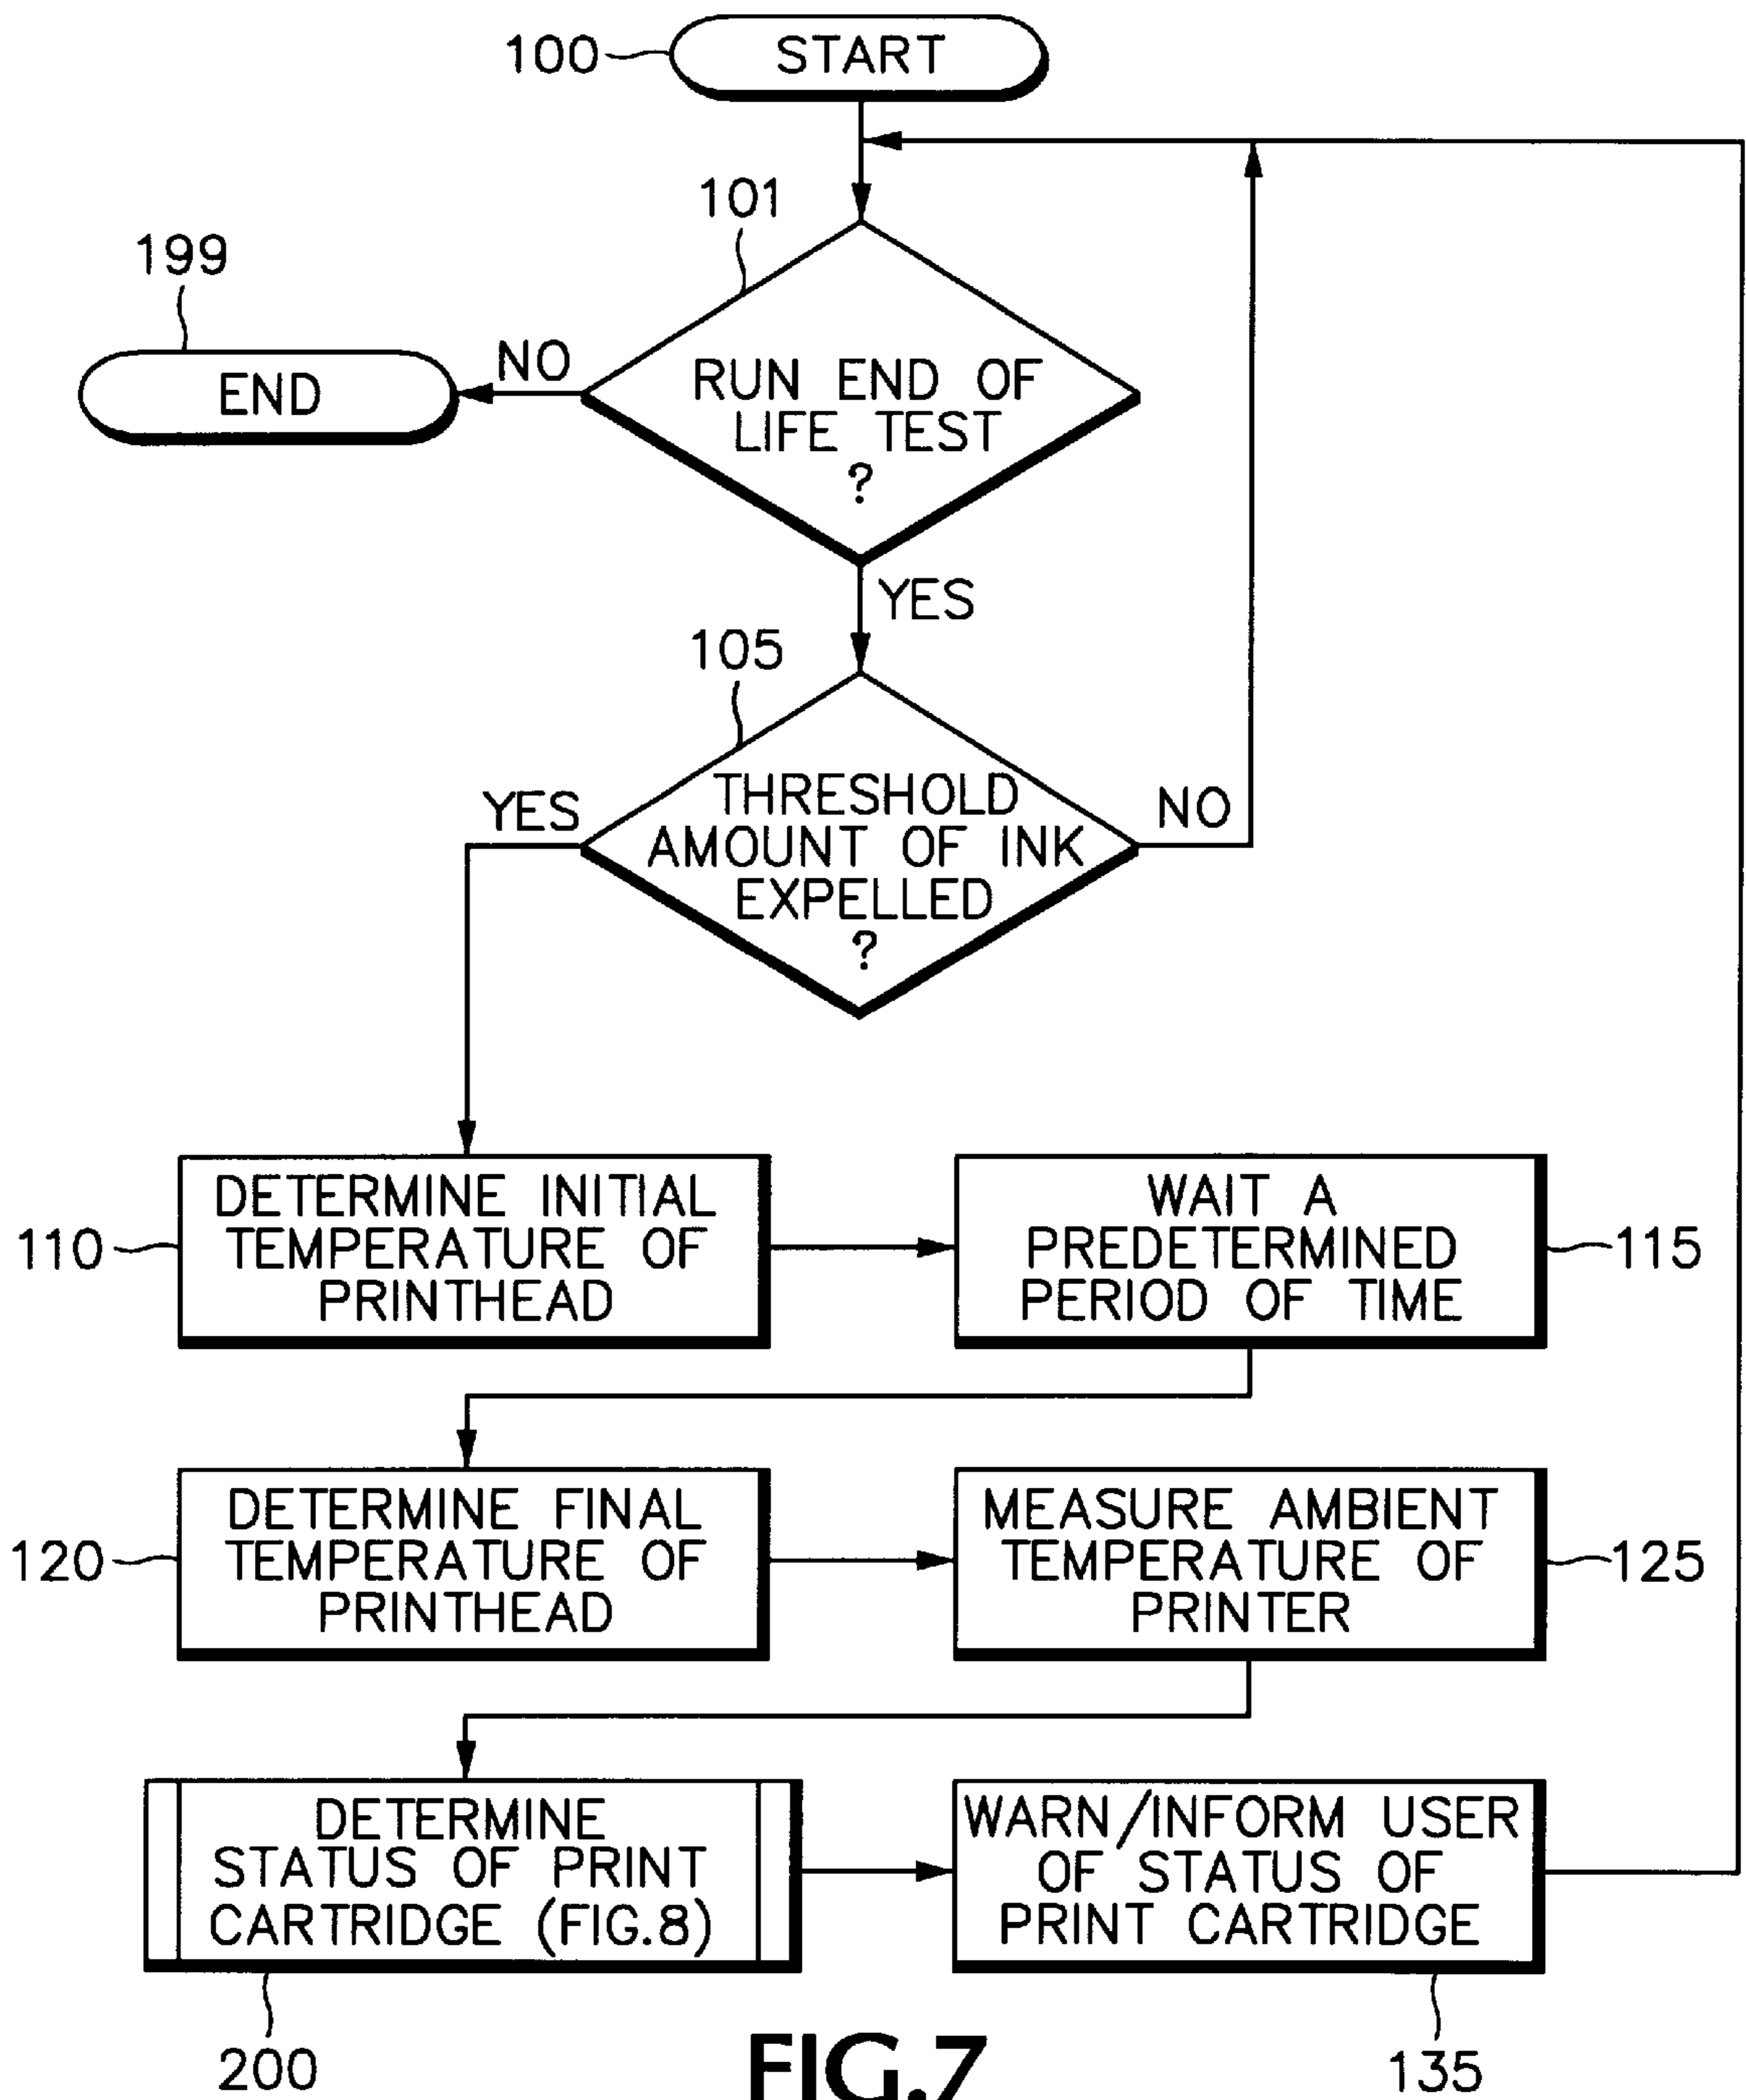 100
START
101
199
END
NO
RUN END OF
LIFE TEST
?
YES
105
YES
THRESHOLD
AMOUNT OF INK
EXPELLED
?
NO
110
DETERMINE INITIAL
TEMPERATURE OF
PRINTHEAD
WAIT A
PREDETERMINED
PERIOD OF TIME
115
120
DETERMINE FINAL
TEMPERATURE OF
PRINTHEAD
MEASURE AMBIENT
TEMPERATURE OF
PRINTER
125
DETERMINE
STATUS OF PRINT
CARTRIDGE (FIG.8)
WARN/INFORM USER
OF STATUS OF
PRINT CARTRIDGE
200
135
FIG.7